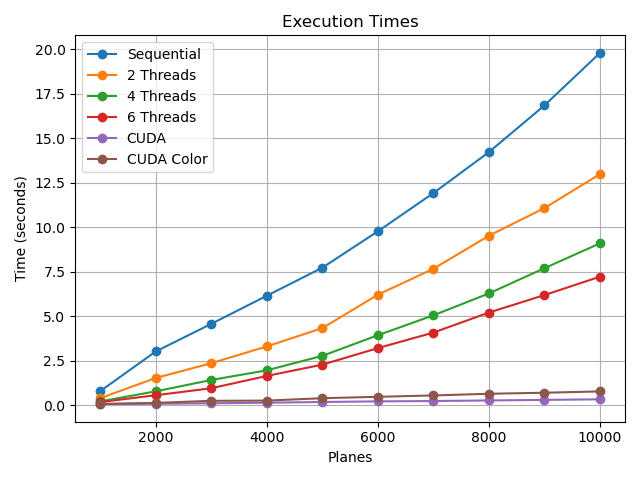 Execution Times
20.0
17.5
15.0
12.5
10.0
7.5
5.0
2.5
0.0
Time (seconds)
Sequential
2 Threads
4 Threads
6 Threads
CUDA
CUDA Color
2000 4000 6000 8000 10000
Planes